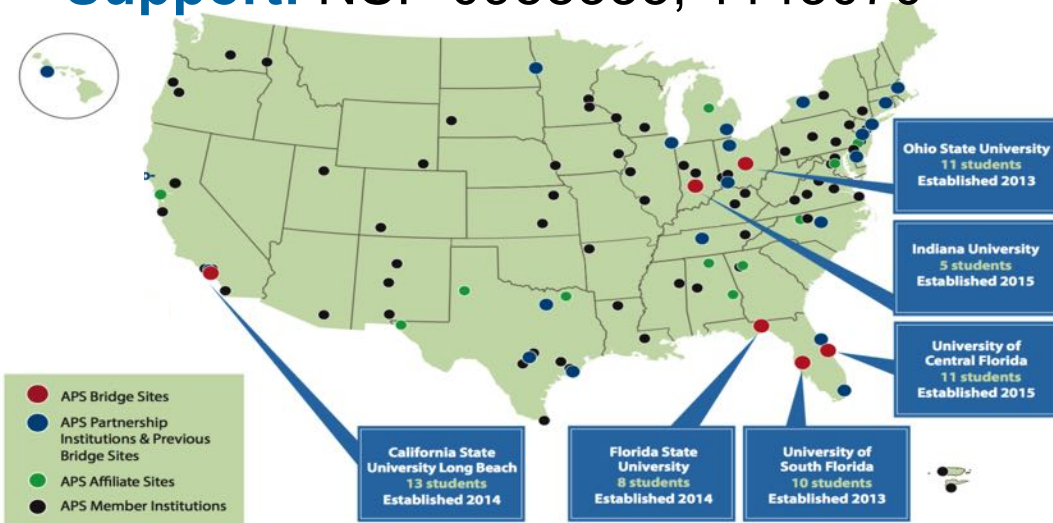 Ohio State University
11 students
Established 2013
Indiana University
5 students
Established 2015
University of
Central Florida
11 students
Established 2015
APS Bridge Sites
APS Partnership
Institutions & Previous
Bridge Sites
APS Affiliate Sites
APS Member Institutions
California State
University Long Beach
13 students
Established 2014
Florida State
University
8 students
Established 2014
University of
South Florida
10 students
Established 2013